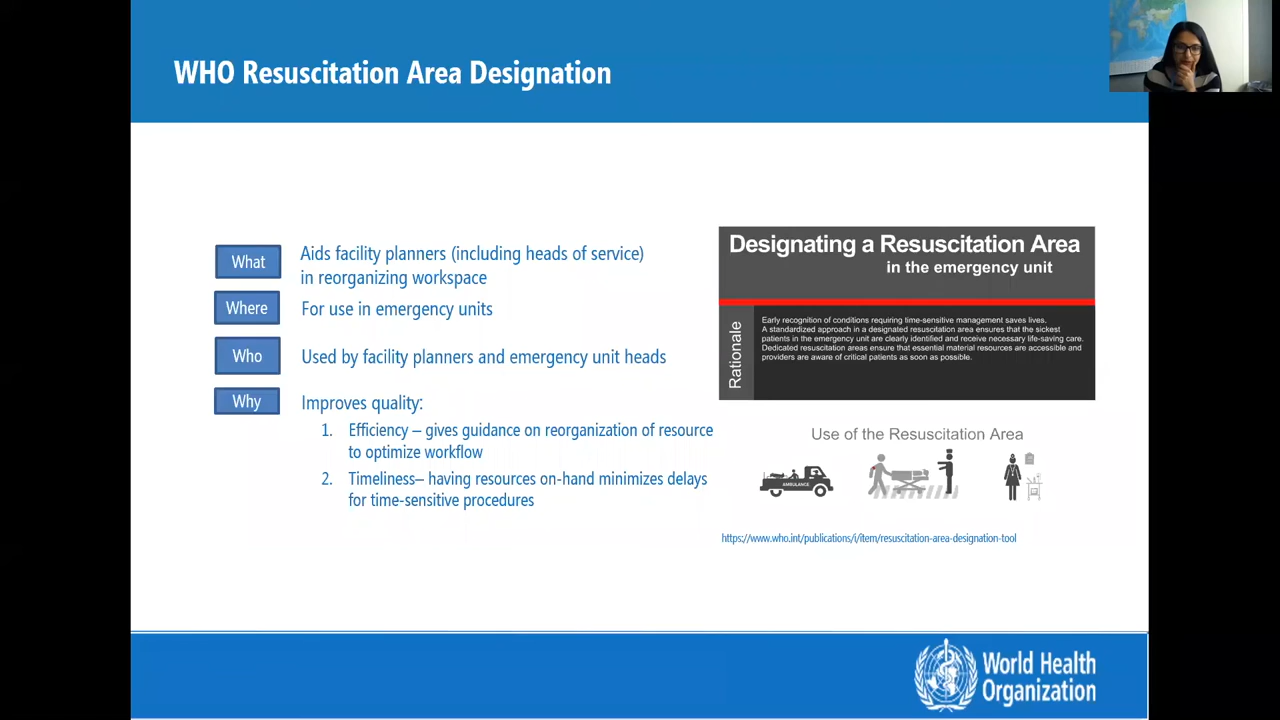 WHO Resuscitation Area Designation
What
Aids facility planners (including heads of service)
in reorganizing workspace
Where
For use in emergency units
Who
Used by facility planners and emergency unit heads
Why
Improves quality:
1. Efficiency – gives guidance on reorganization of resource
to optimize workflow
2. Timeliness– having resources on-hand minimizes delays
for time-sensitive procedures
Designating a Resuscitation Area
in the emergency unit
Rationale
Early recognition of conditions requiring time-sensitive management saves lives.
A standardized approach in a designated resuscitation area ensures that the sickest
patients in the emergency unit are clearly identified and receive necessary life-saving care.
Dedicated resuscitation areas ensure that essential material resources are accessible and
providers are aware of critical patients as soon as possible.
Use of the Resuscitation Area
AMBULANCE
https://www.who.int/publications/i/item/resuscitation-area-designation-tool
World Health
Organization